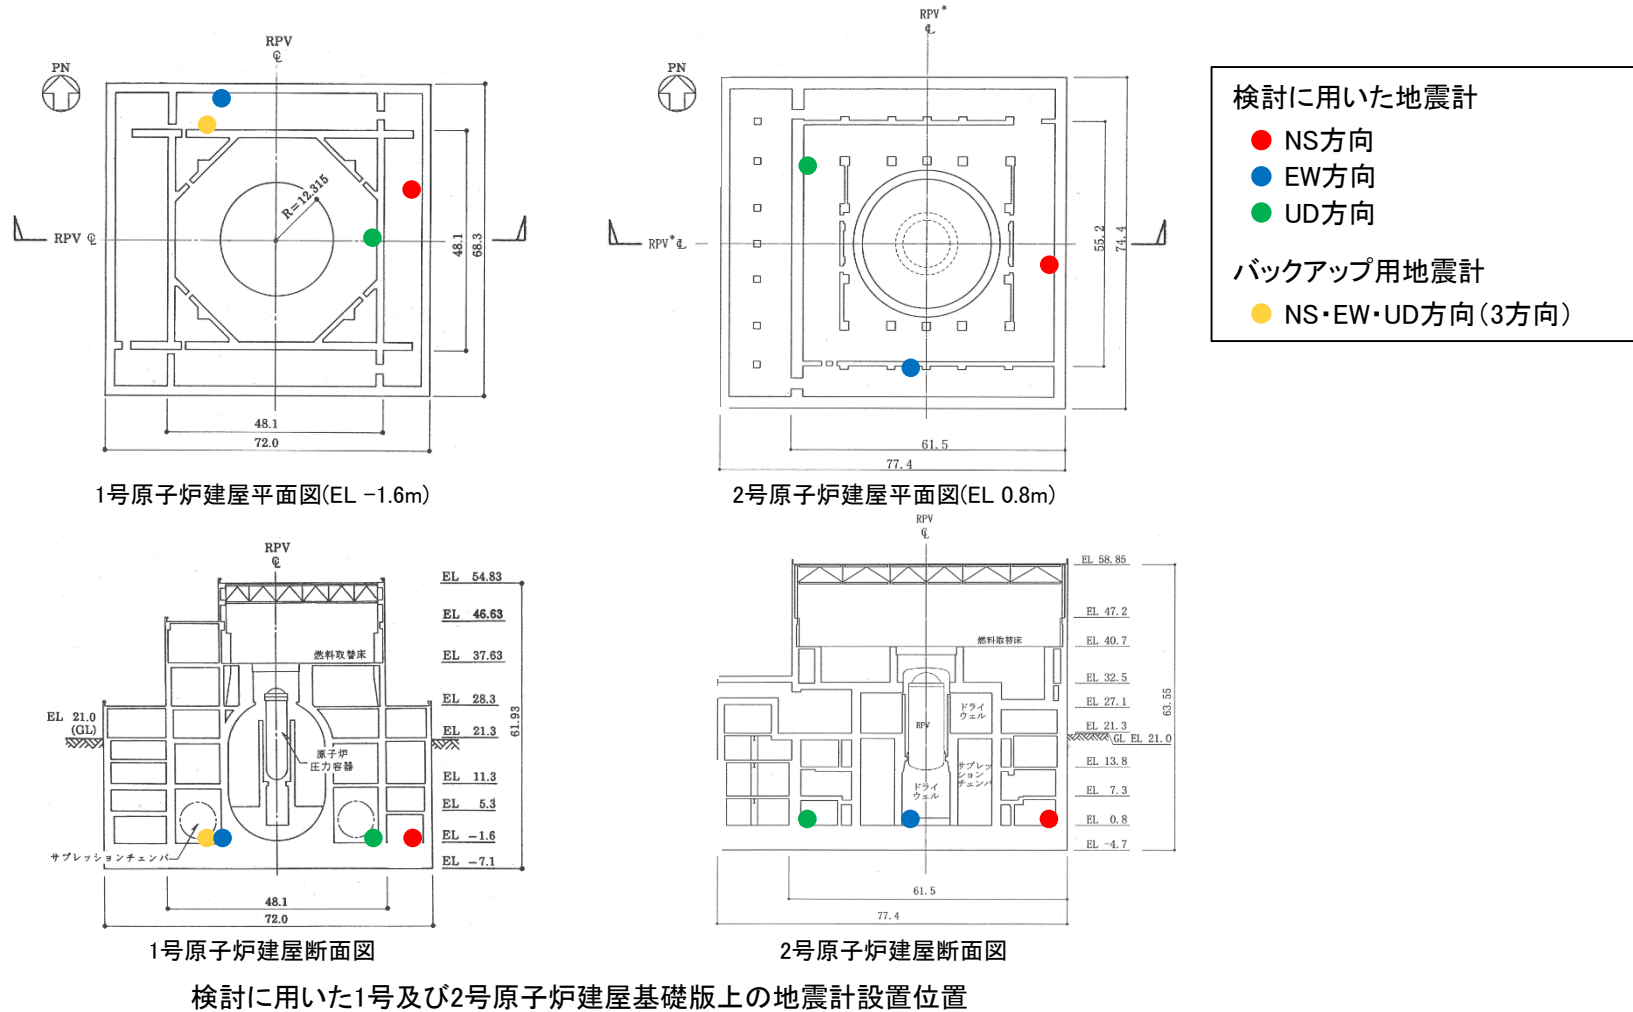 RPV
℄
PN
R=12.315
RPV ℄
48.1
68.3
48.1
72.0
1号原子炉建屋平面図(EL -1.6m)
RPV*
℄
PN
RPV*℄
55.2
74.4
61.5
77.4
2号原子炉建屋平面図(EL 0.8m)
検討に用いた地震計
NS方向
EW方向
UD方向
バックアップ用地震計
NS・EW・UD方向(3方向)
RPV
℄
EL 54.83
EL 46.63
EL 37.63
EL 28.3
EL 21.3
EL 11.3
EL 5.3
EL -1.6
EL -7.1
61.93
EL 21.0
(GL)
燃料取替床
原子炉
圧力容器
サプレッションチェンバ
48.1
72.0
1号原子炉建屋断面図
RPV
℄
EL 58.85
EL 47.2
EL 40.7
EL 32.5
EL 27.1
EL 21.3
GL EL 21.0
EL 13.8
EL 7.3
EL 0.8
EL -4.7
63.55
燃料取替床
RPV
ドライ
ウェル
サプレッ
ション
チェンバ
ドライ
ウェル
61.5
77.4
2号原子炉建屋断面図
検討に用いた1号及び2号原子炉建屋基礎版上の地震計設置位置